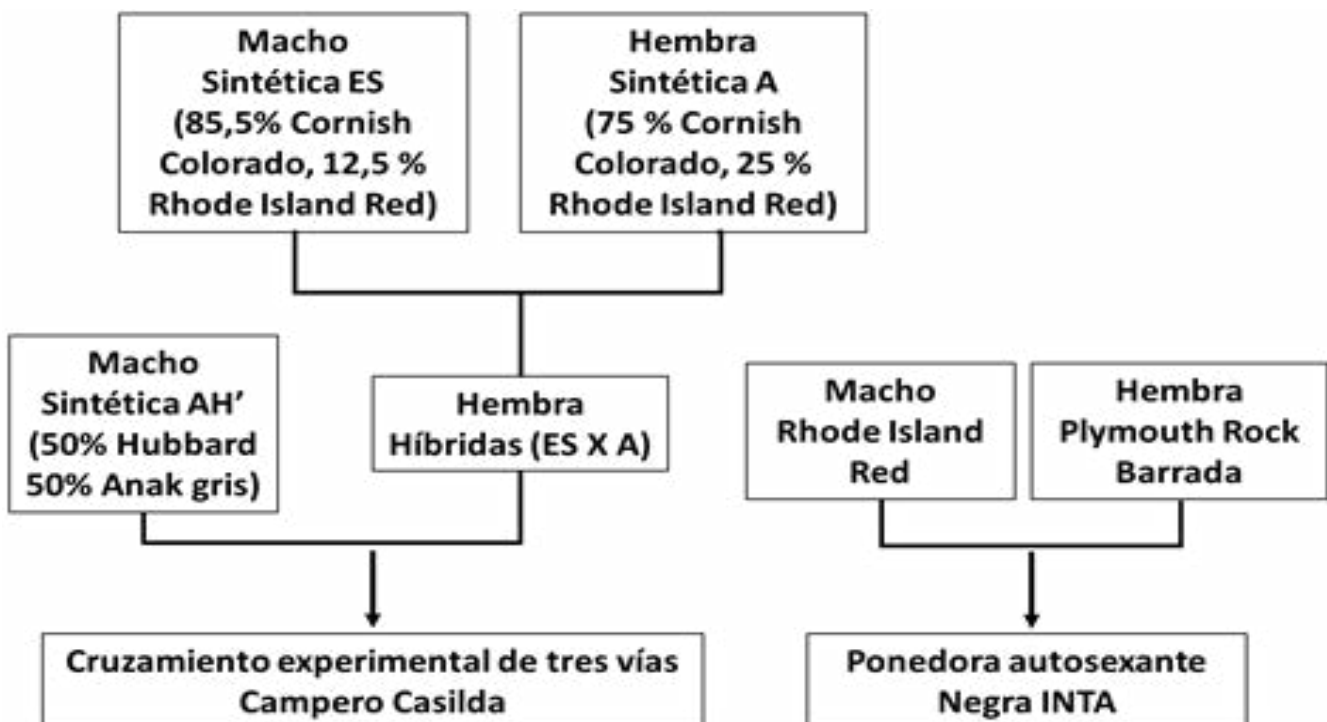 Macho
Sintética ES
(85,5% Cornish
Colorado, 12,5 %
Rhode Island Red)
Hembra
Sintética A
(75 % Cornish
Colorado, 25 %
Rhode Island Red)
Macho
Sintética AH’
(50% Hubbard
50% Anak gris)
Hembra
Híbridas (ES X A)
Macho
Rhode Island
Red
Hembra
Plymouth Rock
Barrada
Cruzamiento experimental de tres vías
Campero Casilda
Ponedora autosexante
Negra INTA